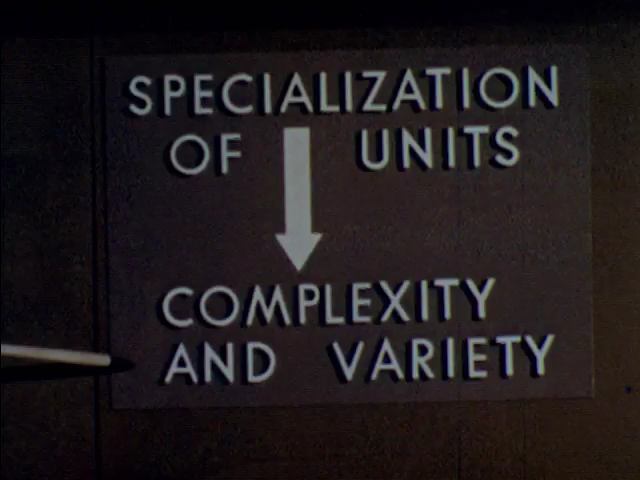 SPECIALIZATION
OF UNITS
COMPLEXITY
AND VARIETY